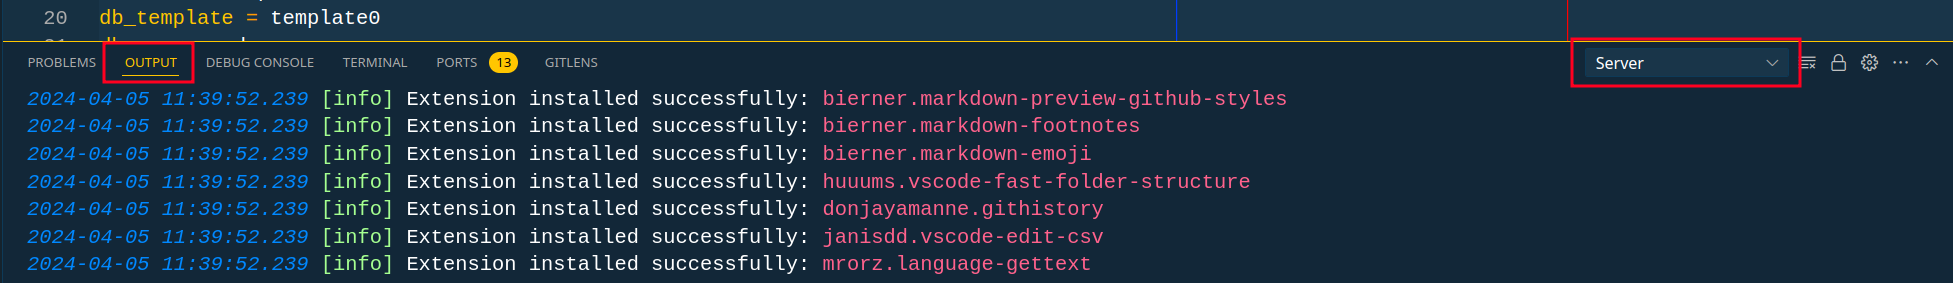 20 db_template = template0
PROBLEMS OUTPUT DEBUG CONSOLE TERMINAL PORTS 13 GITLENS Server
2024-04-05 11:39:52.239 [info] Extension installed successfully: bierner.markdown-preview-github-styles
2024-04-05 11:39:52.239 [info] Extension installed successfully: bierner.markdown-footnotes
2024-04-05 11:39:52.239 [info] Extension installed successfully: bierner.markdown-emoji
2024-04-05 11:39:52.239 [info] Extension installed successfully: huuums.vscode-fast-folder-structure
2024-04-05 11:39:52.239 [info] Extension installed successfully: donjayamanne.githistory
2024-04-05 11:39:52.239 [info] Extension installed successfully: janisdd.vscode-edit-csv
2024-04-05 11:39:52.239 [info] Extension installed successfully: mrorz.language-gettext